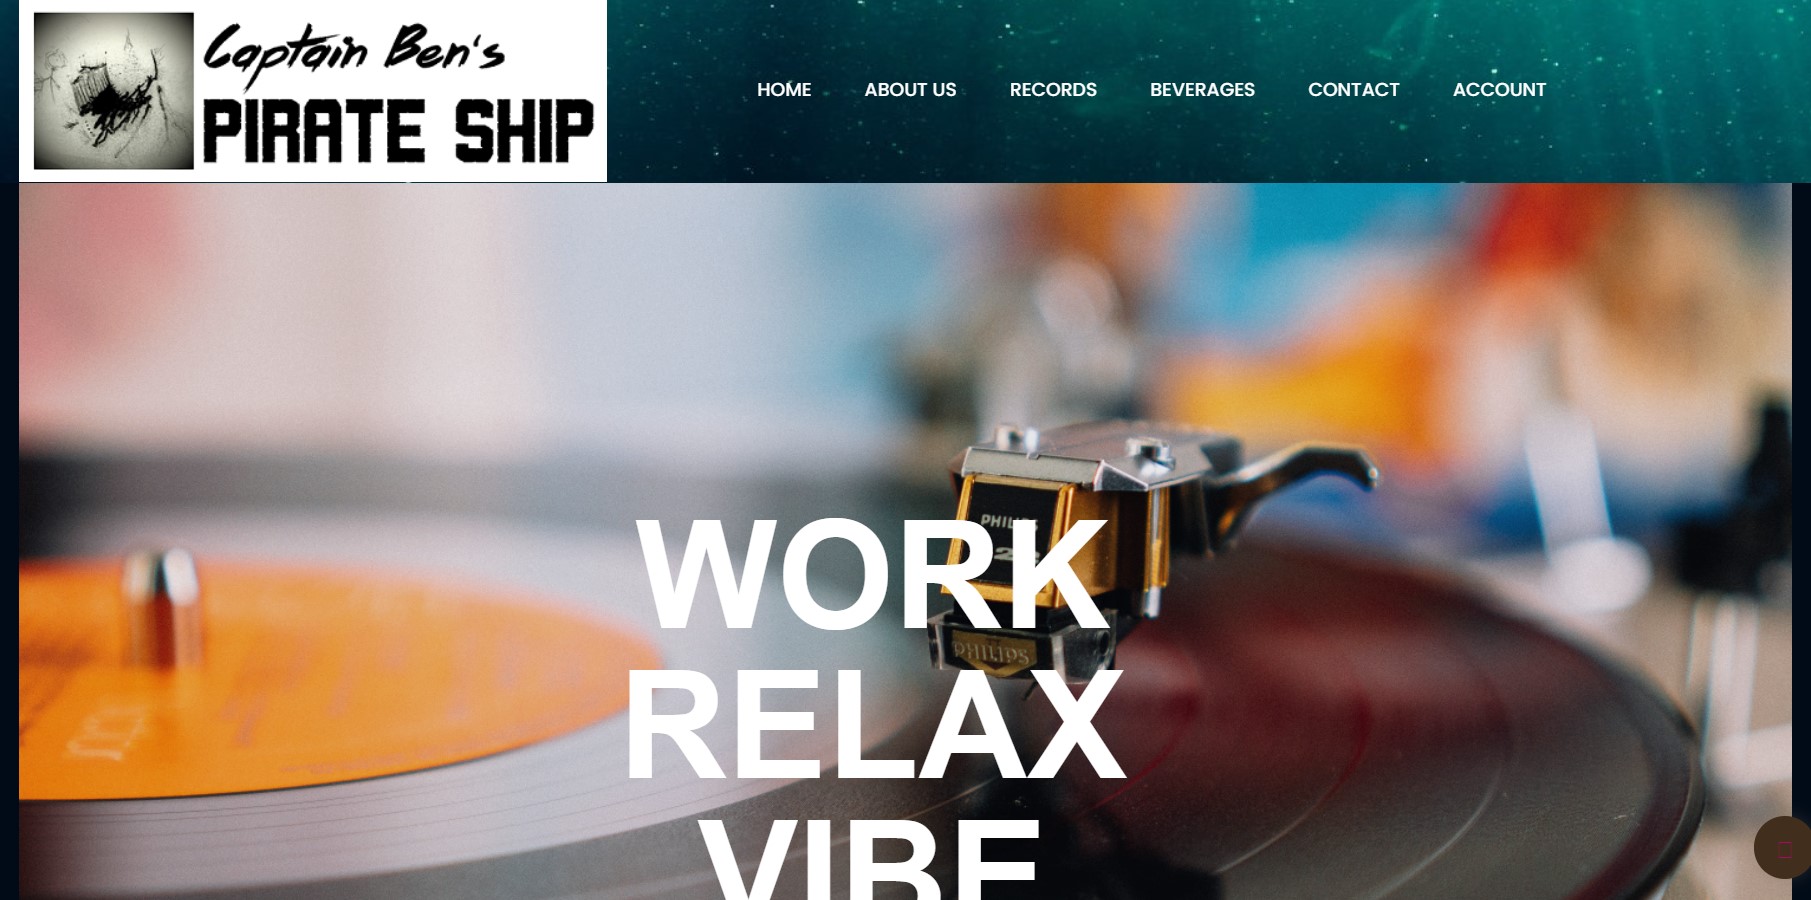 Captain Ben's
PIRATE SHIP
HOME
ABOUT US
RECORDS
BEVERAGES
CONTACT
ACCOUNT
PHILIPS
WORK
PHILIPS
RELAX
VIBE